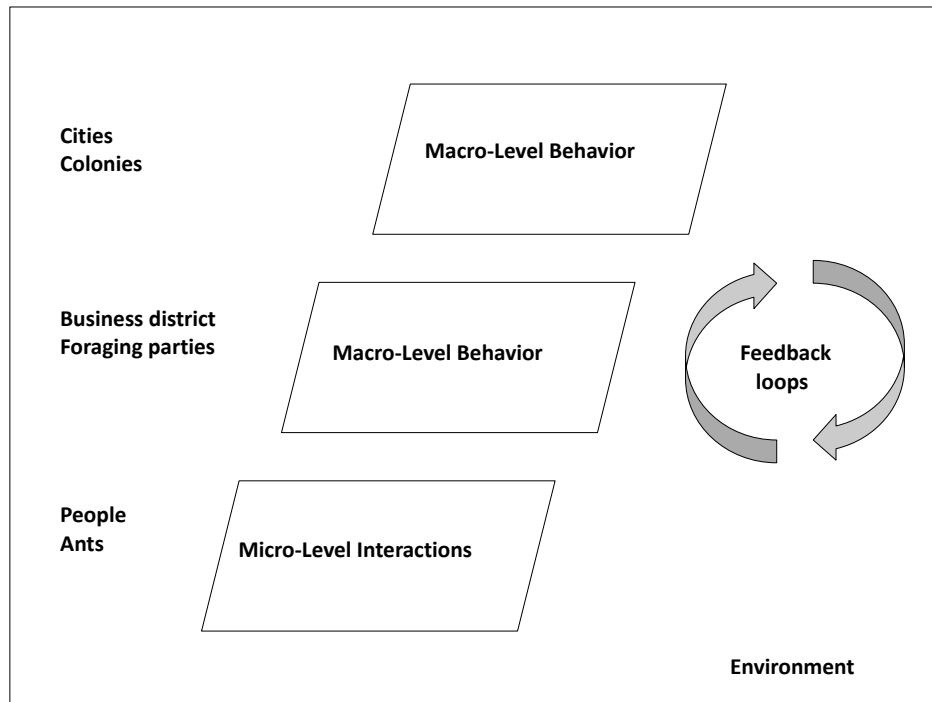 Cities
Colonies
Macro-Level Behavior
Business district
Foraging parties
Macro-Level Behavior
Feedback
loops
People
Ants
Micro-Level Interactions
Environment